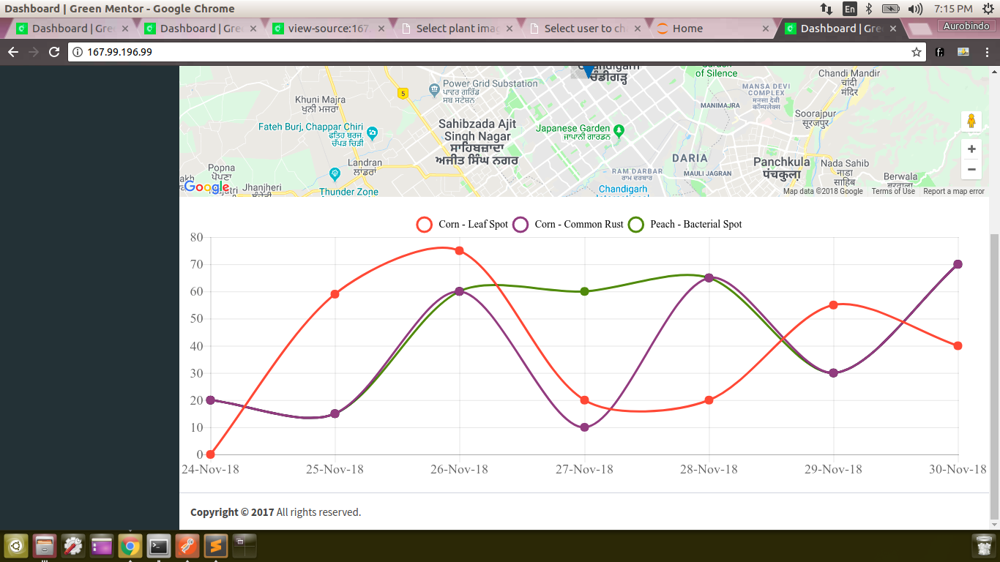 Dashboard | Green Mentor - Google Chrome
En
7:15 PM
Dashboard | Gre
Dashboard | Gre
view-source:167.
Select plant imag
Select user to ch
Home
Dashboard | Gre
Aurobindo
167.99.196.99
Chandigarh
ਚੰਡੀਗੜ੍ਹ
Garden
of Silence
Chandi Mandir
चांदी
मंदिर
5
Power Grid Substation
ਪਾਵਰ ਗਰਿੱਡ
ਸਬ ਸਟੇਸ਼ਨ
MANSA DEVI
COMPLEX
मनसा देवी
कॉम्पलेक्स
Khuni Majra
ਖੂਨੀ ਮਜਰਾ
MANIMAJRA
Soorajpur
सूरजपुर
Sahibzada Ajit
Singh Nagar
ਸਾਹਿਬਜ਼ਾਦਾ
ਅਜੀਤ ਸਿੰਘ ਨਗਰ
Fateh Burj, Chappar Chiri
ਫਤਿਹ ਬੁਰਜ,
ਚੱਪੜ ਚਿੜੀ
Japanese Garden
ਜਾਪਾਨੀ ਗਾਰਡਨ
Landran
ਲਾਂਡਰਾਂ
DARIA
Panchkula
पंचकुला
Nada Sahib
नाडा
साहिब
Popna
ਪੋਪਨਾ
RAM DARBAR
ਰਾਮ ਦਰਬਾਰ
MAULI JAGRAN
Berwala
बेरवाला
Jhanjheri
Thunder Zone
Chandigarh
International
Google
Map data ©2018 Google
Terms of Use
Report a map error
Corn - Leaf Spot
Corn - Common Rust
Peach - Bacterial Spot
80
70
60
50
40
30
20
10
0
24-Nov-18
25-Nov-18
26-Nov-18
27-Nov-18
28-Nov-18
29-Nov-18
30-Nov-18
Copyright © 2017 All rights reserved.